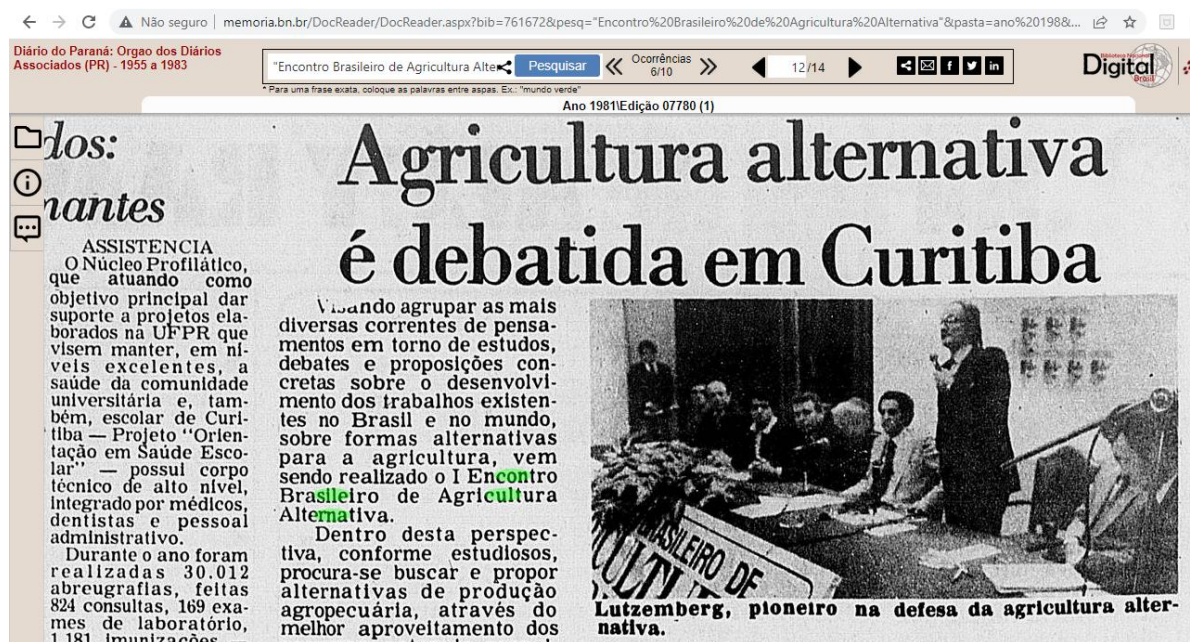 Não seguro
memoria.bn.br/DocReader/DocReader.aspx?bib=761672&pesq="Encontro%20Brasileiro%20de%20Agricultura%20Alternativa"&pasta=ano%20198&...
Diário do Paraná: Orgao dos Diários
Associados (PR) - 1955 a 1983
"Encontro Brasileiro de Agricultura Alter
Pesquisar
Ocorrências
6/10
12/14
* Para uma frase exata, coloque as palavras entre aspas. Ex.: "mundo verde"
Digital
Brasil
Ano 1981\Edição 07780 (1)
dos:
nantes
ASSISTENCIA
O Núcleo Profilático,
que atuando como
objetivo principal dar
suporte a projetos ela-
borados na UFPR que
visem manter, em ní-
veis excelentes, a
saúde da comunidade
universitária e, tam-
bém, escolar de Curi-
tiba — Projeto "Orien-
tação em Saúde Esco-
lar" — possui corpo
técnico de alto nível,
integrado por médicos,
dentistas e pessoal
administrativo.
Durante o ano foram
realizadas 30.012
abreugrafias, feitas
824 consultas, 169 exa-
mes de laboratório,
1.181 imunizações —
Agricultura alternativa
é debatida em Curitiba
Visando agrupar as mais
diversas correntes de pensa-
mentos em torno de estudos,
debates e proposições con-
cretas sobre o desenvolvi-
mento dos trabalhos existen-
tes no Brasil e no mundo,
sobre formas alternativas
para a agricultura, vem
sendo realizado o I Encontro
Brasileiro de Agricultura
Alternativa.
Dentro desta perspec-
tiva, conforme estudiosos,
procura-se buscar e propor
alternativas de produção
agropecuária, através do
melhor aproveitamento dos
BRASILEIRO DE
CULTU
Lutzemberg, pioneiro na defesa da agricultura alter-
nativa.